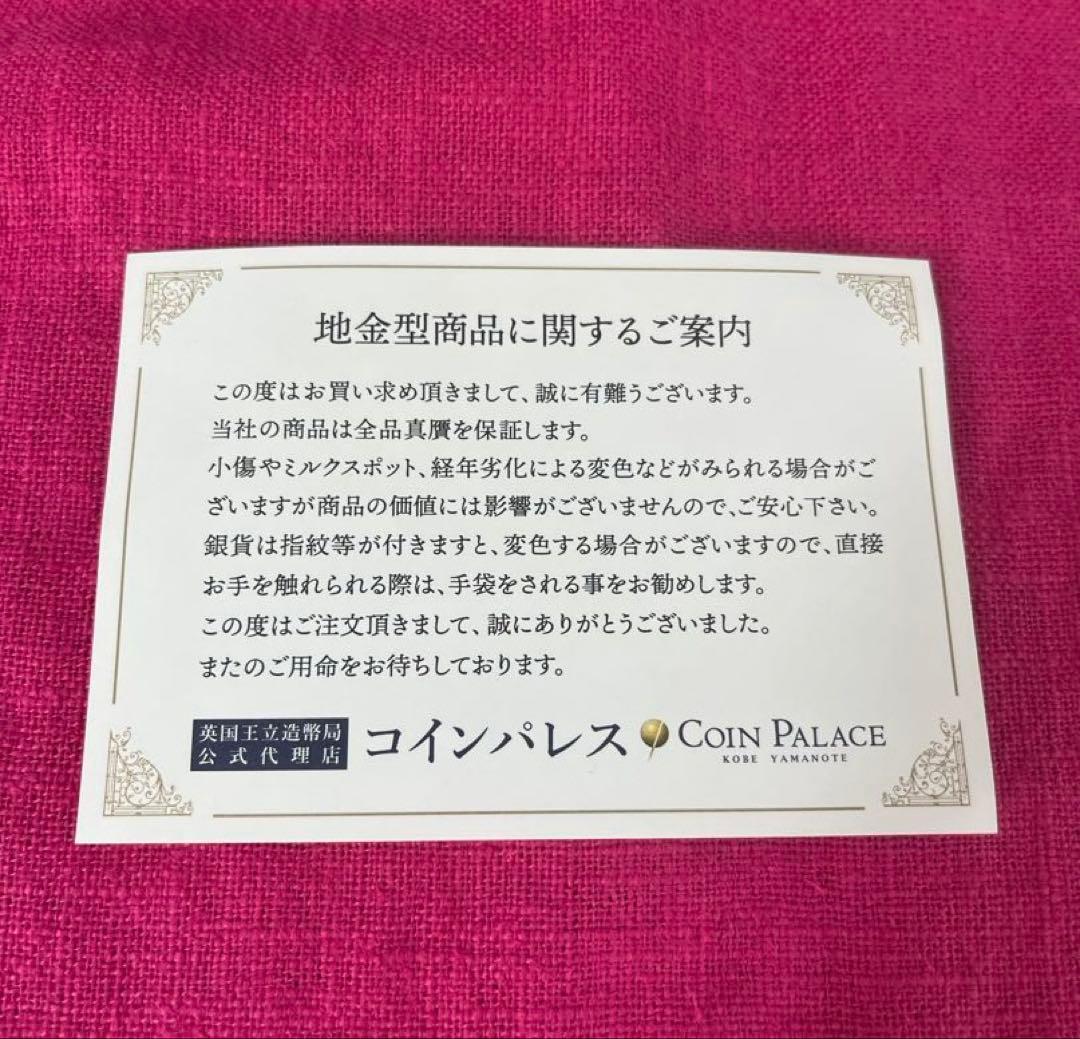 地金型商品に関するご案内
この度はお買い求め頂きまして、誠に有難うございます。
当社の商品は全品真贋を保証します。
小傷やミルクスポット、経年劣化による変色などがみられる場合がご
ざいますが商品の価値には影響がございませんので、ご安心下さい。
銀貨は指紋等が付きますと、変色する場合がございますので、直接
お手を触れられる際は、手袋をされる事をお勧めします。
この度はご注文頂きまして、誠にありがとうございました。
またのご用命をお待ちしております。
英国王立造幣局
公式代理店
コインパレス
COIN PALACE
KOBE YAMANOTE